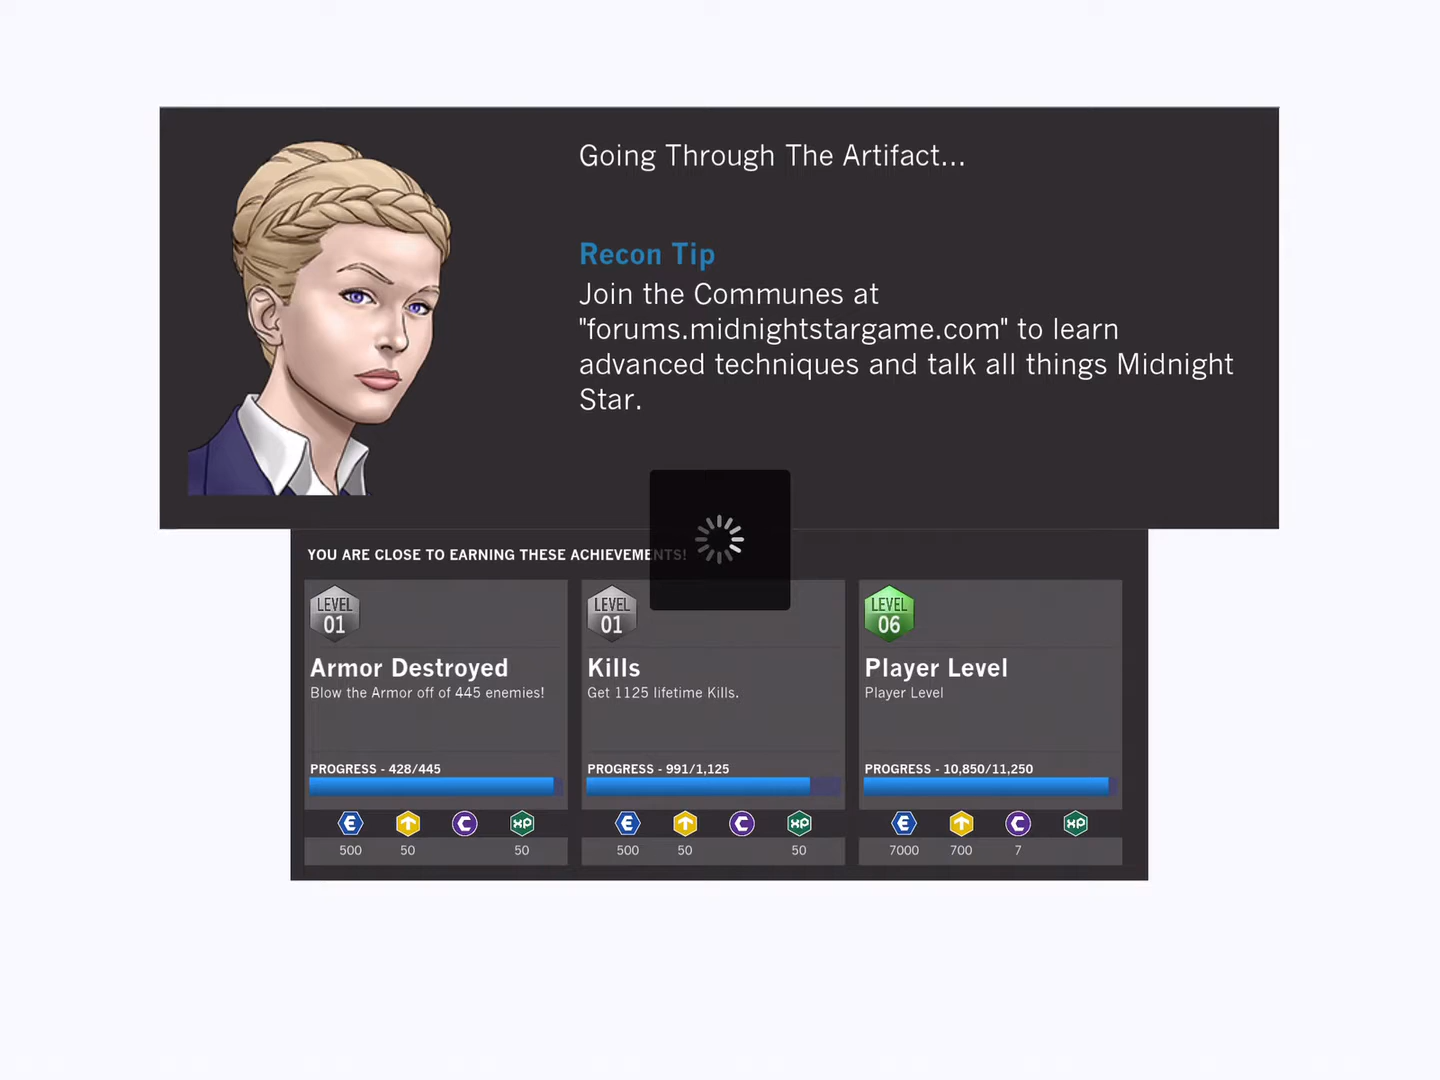 Going Through The Artifact...
Recon Tip
Join the Communes at
"forums.midnightstargame.com" to learn
advanced techniques and talk all things Midnight
Star.
YOU ARE CLOSE TO EARNING THESE ACHIEVEMENTS!
LEVEL
01
Armor Destroyed
Blow the Armor off of 445 enemies!
PROGRESS - 428/445
E C XP
500 50 50
LEVEL
01
Kills
Get 1125 lifetime Kills.
PROGRESS - 991/1,125
E C XP
500 50 50
LEVEL
06
Player Level
Player Level
PROGRESS - 10,850/11,250
E C XP
7000 700 7